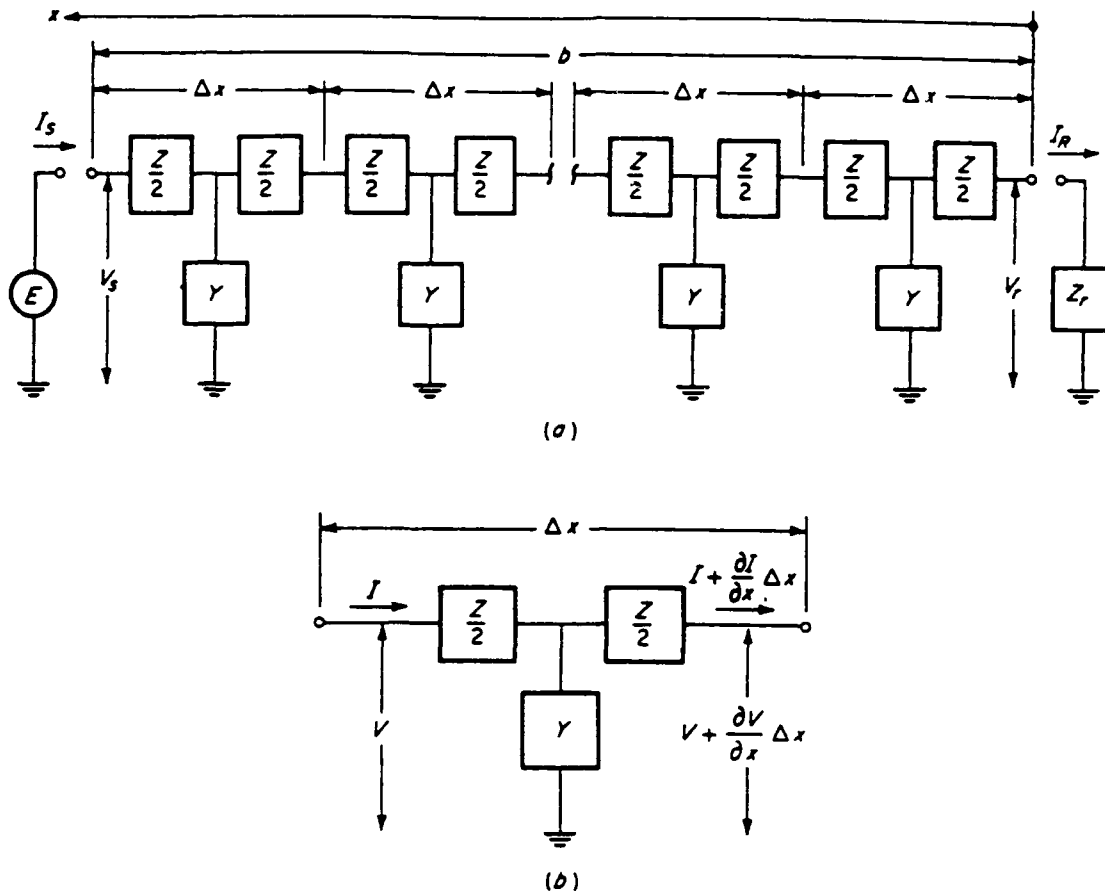 x
b
Δx Δx Δx Δx
I_S I_R
Z/2 Z/2 Z/2 Z/2 Z/2 Z/2 Z/2 Z/2
E V_s Y Y Y Y V_r Z_r
(a)
Δx
I Z/2 Z/2 I + ∂I/∂x Δx
V Y V + ∂V/∂x Δx
(b)